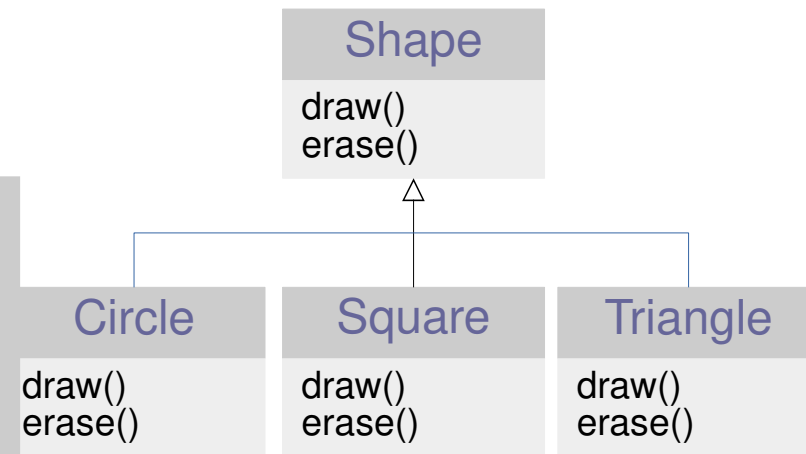 Shape
draw()
erase()
Circle
draw()
erase()
Square
draw()
erase()
Triangle
draw()
erase()